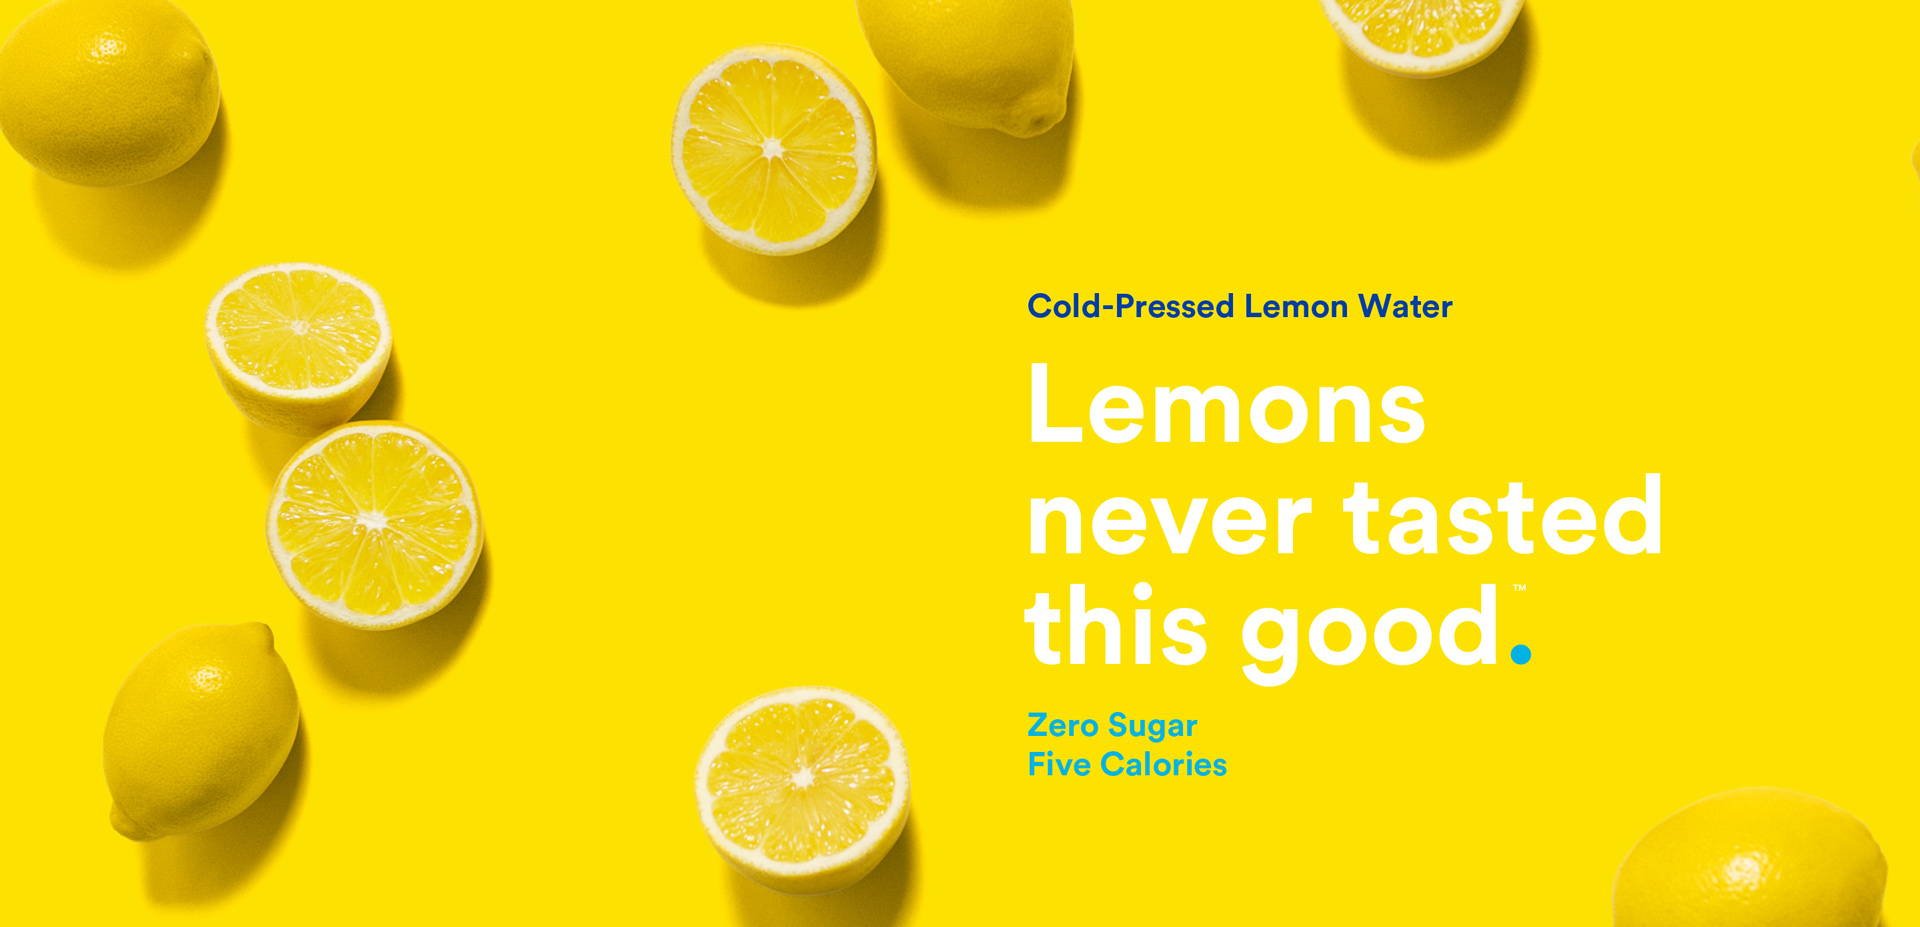 Cold-Pressed Lemon Water
Lemons
never tasted
this good.™
Zero Sugar
Five Calories